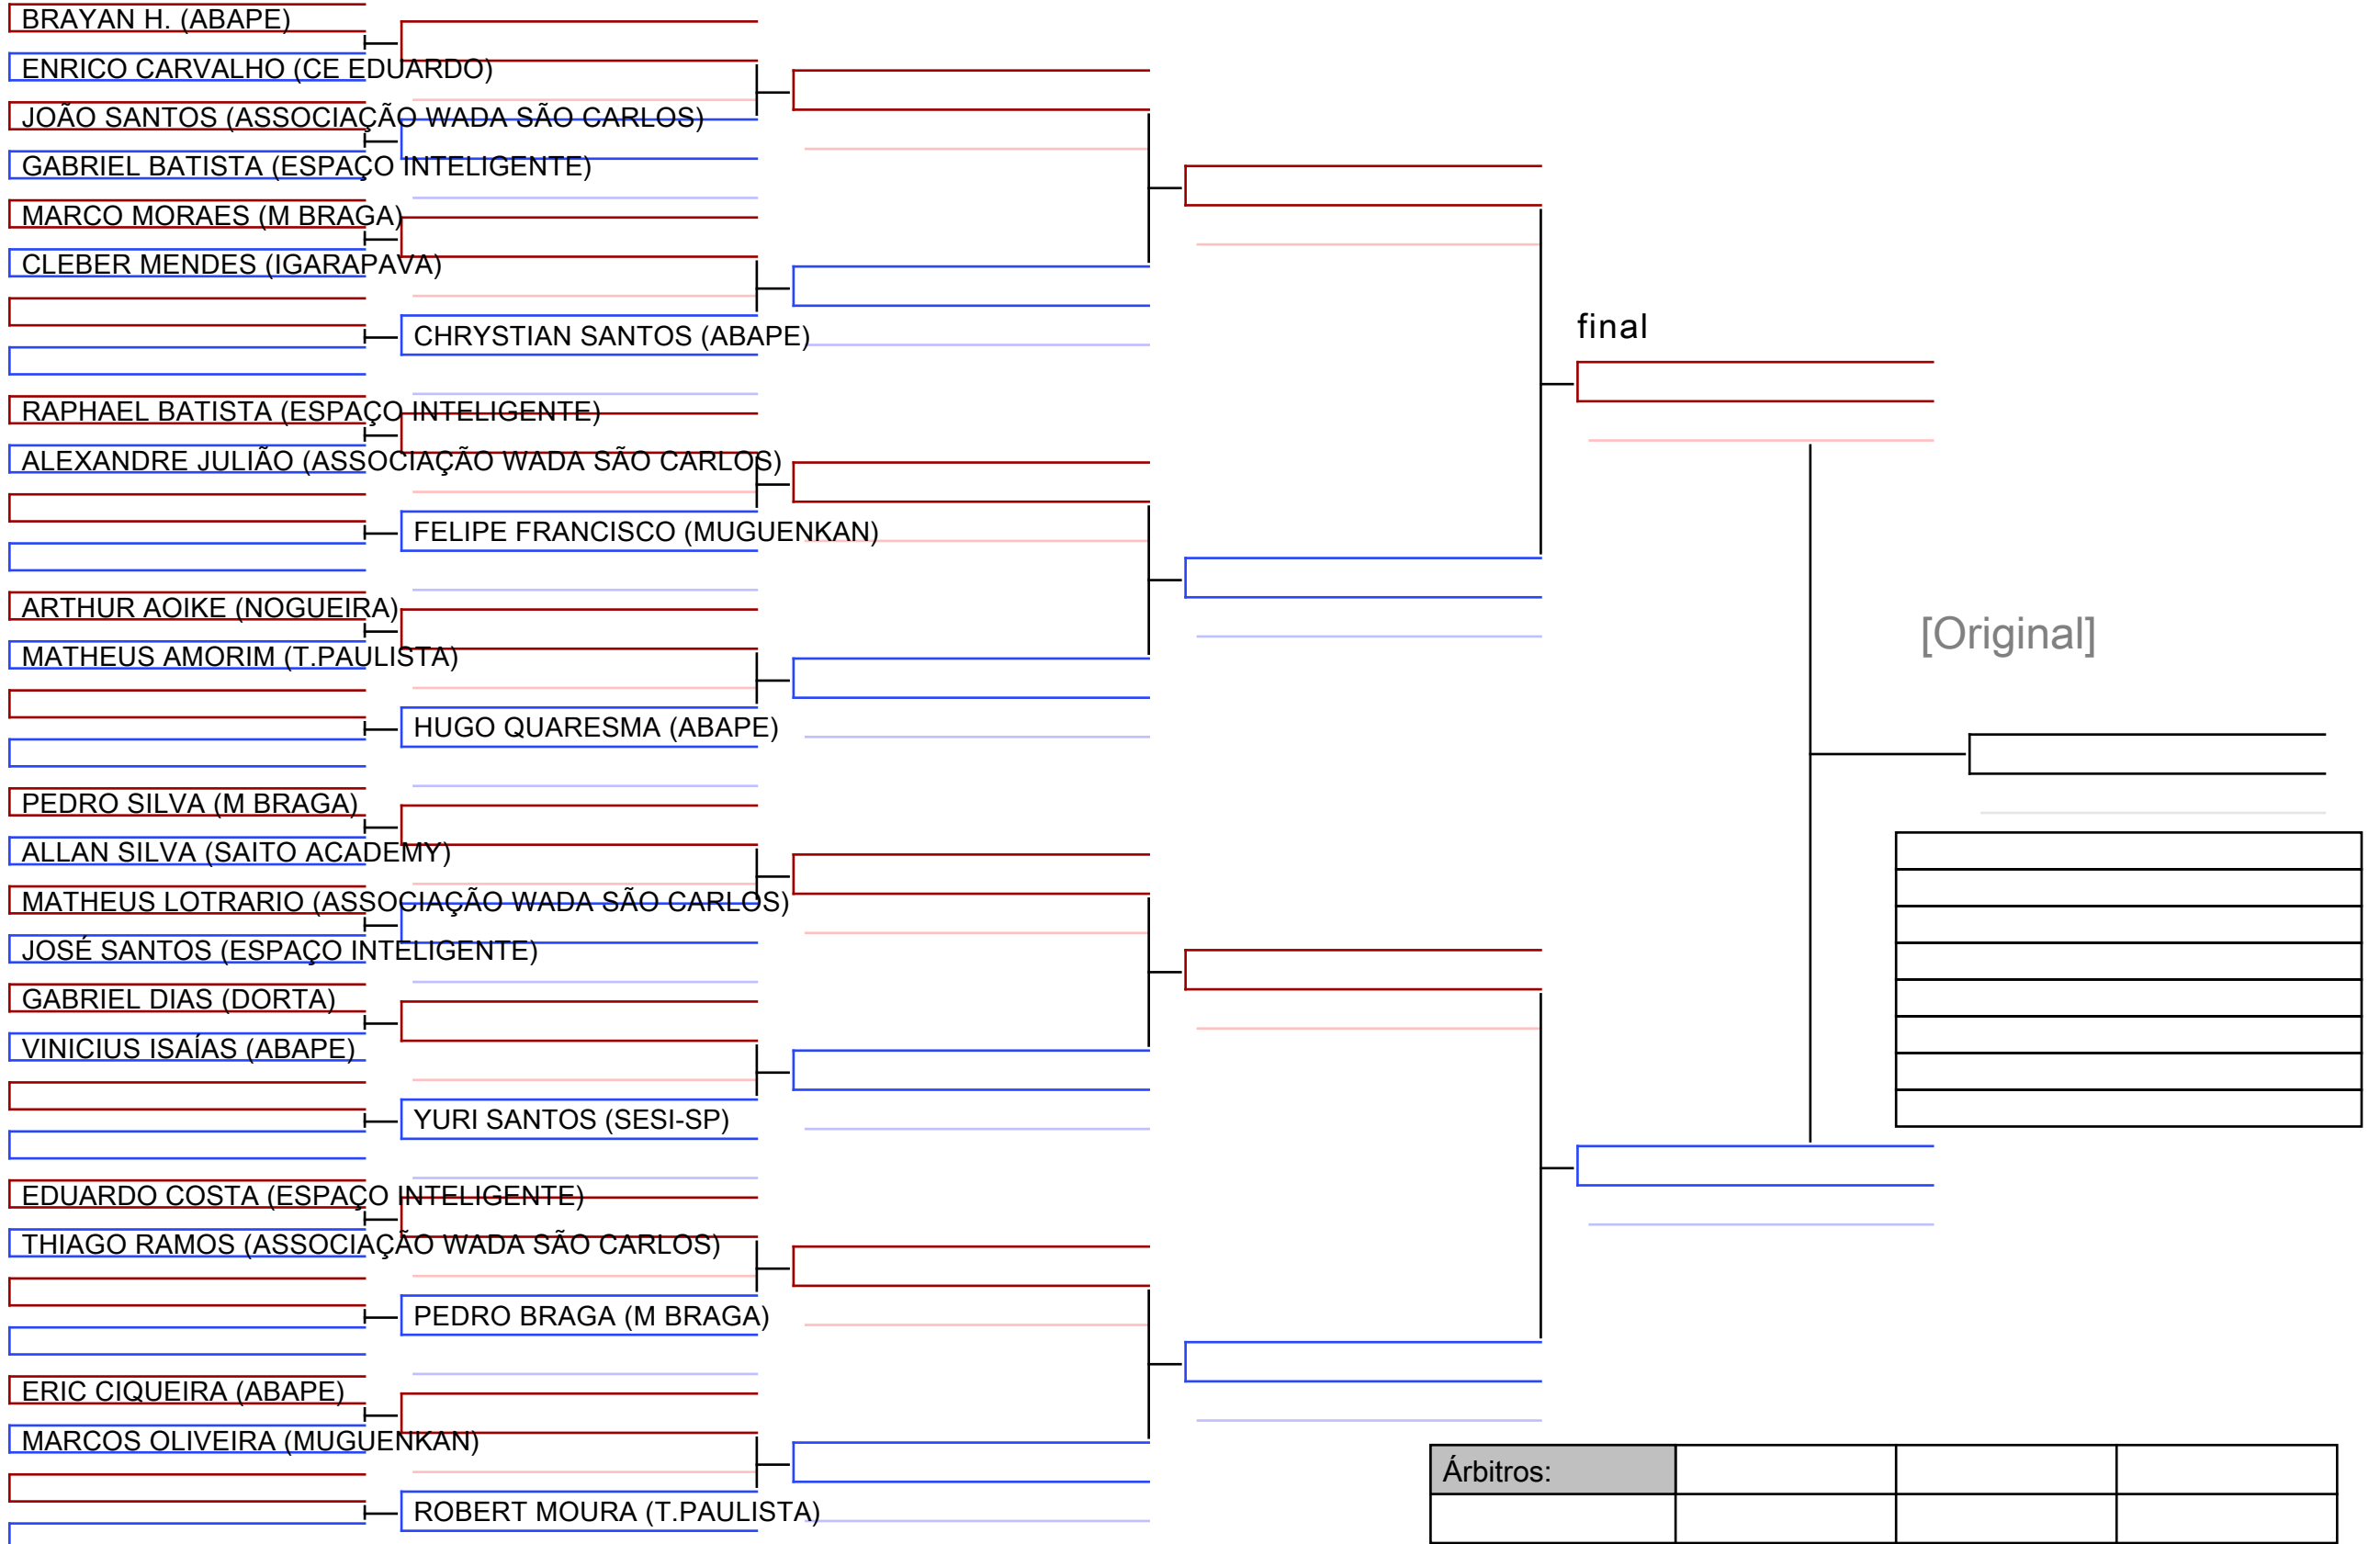 BRAYAN H. (ABAPE)
ENRICO CARVALHO (CE EDUARDO)
JOÃO SANTOS (ASSOCIAÇÃO WADA SÃO CARLOS)
GABRIEL BATISTA (ESPAÇO INTELIGENTE)
MARCO MORAES (M BRAGA)
CLEBER MENDES (IGARAPAVA)
CHRYSTIAN SANTOS (ABAPE)
RAPHAEL BATISTA (ESPAÇO INTELIGENTE)
ALEXANDRE JULIÃO (ASSOCIAÇÃO WADA SÃO CARLOS)
FELIPE FRANCISCO (MUGUENKAN)
ARTHUR AOIKE (NOGUEIRA)
MATHEUS AMORIM (T.PAULISTA)
HUGO QUARESMA (ABAPE)
PEDRO SILVA (M BRAGA)
ALLAN SILVA (SAITO ACADEMY)
MATHEUS LOTRARIO (ASSOCIAÇÃO WADA SÃO CARLOS)
JOSÉ SANTOS (ESPAÇO INTELIGENTE)
GABRIEL DIAS (DORTA)
VINICIUS ISAÍAS (ABAPE)
YURI SANTOS (SESI-SP)
EDUARDO COSTA (ESPAÇO INTELIGENTE)
THIAGO RAMOS (ASSOCIAÇÃO WADA SÃO CARLOS)
PEDRO BRAGA (M BRAGA)
ERIC CIQUEIRA (ABAPE)
MARCOS OLIVEIRA (MUGUENKAN)
ROBERT MOURA (T.PAULISTA)
final
[Original]
Árbitros: